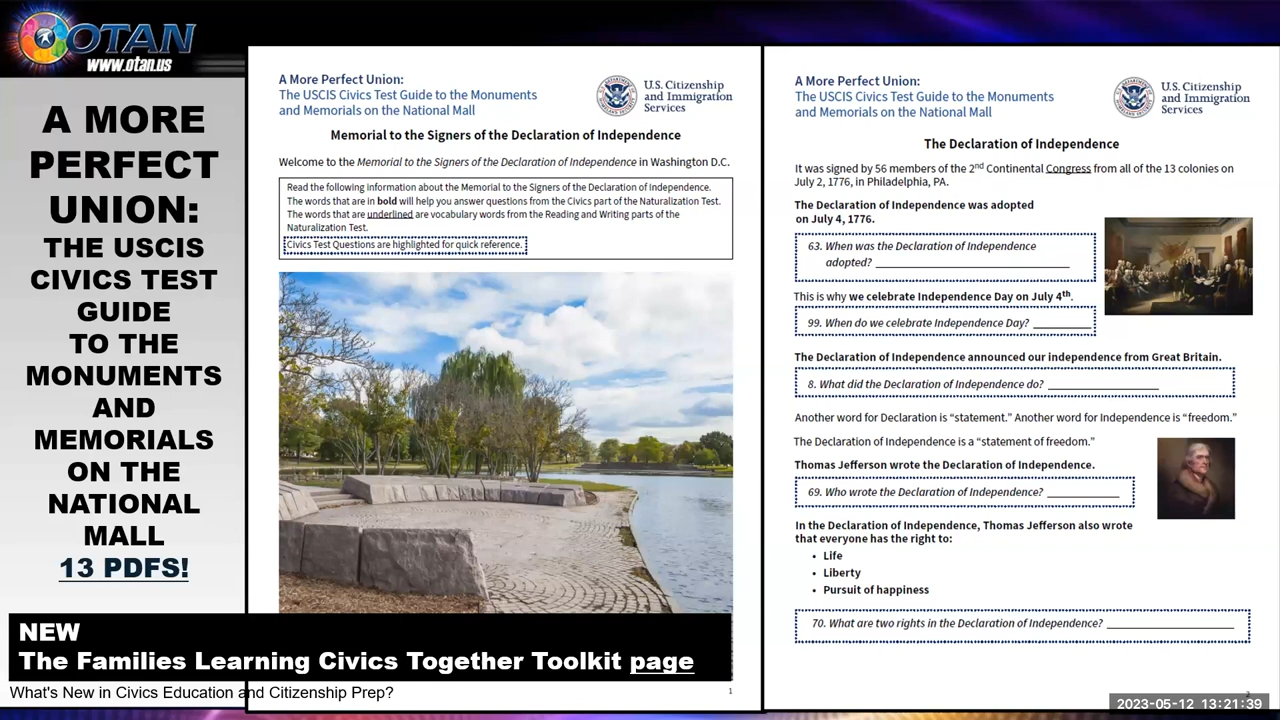 OTAN
www.otan.us
A MORE
PERFECT
UNION:
THE USCIS
CIVICS TEST
GUIDE
TO THE
MONUMENTS
AND
MEMORIALS
ON THE
NATIONAL
MALL
13 PDFS!
A More Perfect Union:
The USCIS Civics Test Guide to the Monuments
and Memorials on the National Mall
U.S. Citizenship
and Immigration
Services
Memorial to the Signers of the Declaration of Independence
Welcome to the Memorial to the Signers of the Declaration of Independence in Washington D.C.
Read the following information about the Memorial to the Signers of the Declaration of Independence.
The words that are in bold will help you answer questions from the Civics part of the Naturalization Test.
The words that are underlined are vocabulary words from the Reading and Writing parts of the
Naturalization Test.
Civics Test Questions are highlighted for quick reference.
1
A More Perfect Union:
The USCIS Civics Test Guide to the Monuments
and Memorials on the National Mall
U.S. Citizenship
and Immigration
Services
The Declaration of Independence
It was signed by 56 members of the 2nd Continental Congress from all of the 13 colonies on
July 2, 1776, in Philadelphia, PA.
The Declaration of Independence was adopted
on July 4, 1776.
63. When was the Declaration of Independence
adopted? ____________________
This is why we celebrate Independence Day on July 4th.
99. When do we celebrate Independence Day? __________
The Declaration of Independence announced our independence from Great Britain.
8. What did the Declaration of Independence do? ____________________
Another word for Declaration is “statement.” Another word for Independence is “freedom.”
The Declaration of Independence is a “statement of freedom.”
Thomas Jefferson wrote the Declaration of Independence.
69. Who wrote the Declaration of Independence? ____________
In the Declaration of Independence, Thomas Jefferson also wrote
that everyone has the right to:
• Life
• Liberty
• Pursuit of happiness
70. What are two rights in the Declaration of Independence? ____________________
NEW
The Families Learning Civics Together Toolkit page
What's New in Civics Education and Citizenship Prep?
2023-05-12 13:21:39